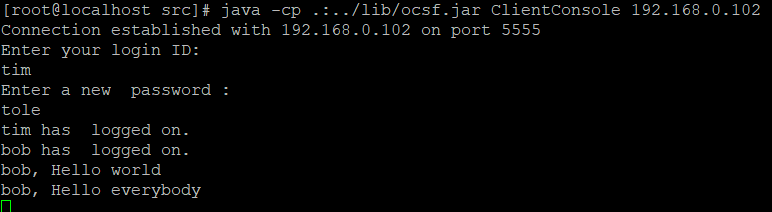 [root@localhost src]# java -cp .:../lib/ocsf.jar ClientConsole 192.168.0.102
Connection established with 192.168.0.102 on port 5555
Enter your login ID:
tim
Enter a new  password :
tole
tim has  logged on.
bob has  logged on.
bob, Hello world
bob, Hello everybody